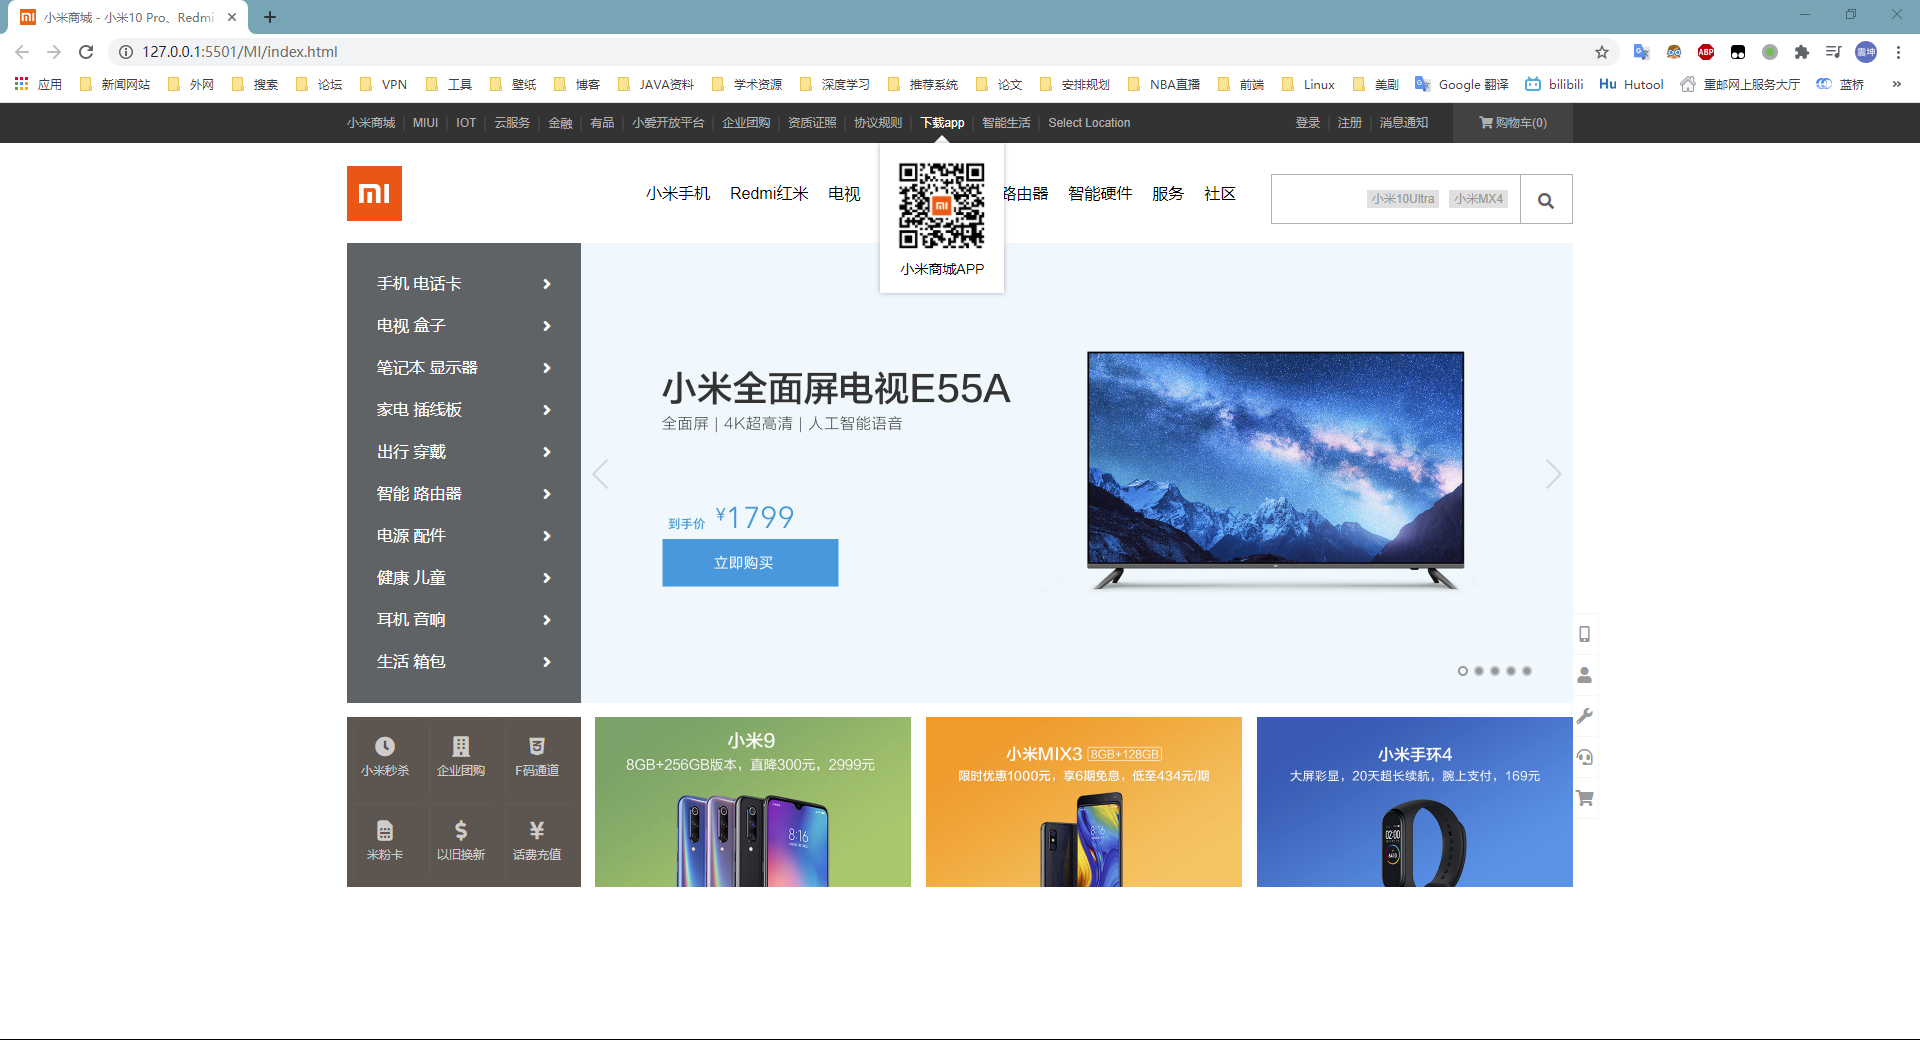 小米商城 - 小米10 Pro、Redmi
127.0.0.1:5501/MI/index.html
应用 新闻网站 外网 搜索 论坛 VPN 工具 壁纸 博客 JAVA资料 学术资源 深度学习 推荐系统 论文 安排规划 NBA直播 前端 Linux 美剧 Google 翻译 bilibili Hutool 重邮网上服务大厅 蓝桥 »
小米商城 | MIUI | IOT | 云服务 | 金融 | 有品 | 小爱开放平台 | 企业团购 | 资质证照 | 协议规则 | 下载app | 智能生活 | Select Location
登录 | 注册 | 消息通知 购物车(0)
小米手机 Redmi红米 电视 路由器 智能硬件 服务 社区
小米10Ultra 小米MX4
小米商城APP
手机 电话卡
电视 盒子
笔记本 显示器
家电 插线板
出行 穿戴
智能 路由器
电源 配件
健康 儿童
耳机 音响
生活 箱包
小米全面屏电视E55A
全面屏 | 4K超高清 | 人工智能语音
到手价 ¥1799
立即购买
小米秒杀 企业团购 F码通道
米粉卡 以旧换新 话费充值
小米9
8GB+256GB版本，直降300元，2999元
8:16
小米MIX3 8GB+128GB
限时优惠1000元，享6期免息，低至434元/期
8:16
小米手环4
大屏彩显，20天超长续航，腕上支付，169元
02:00